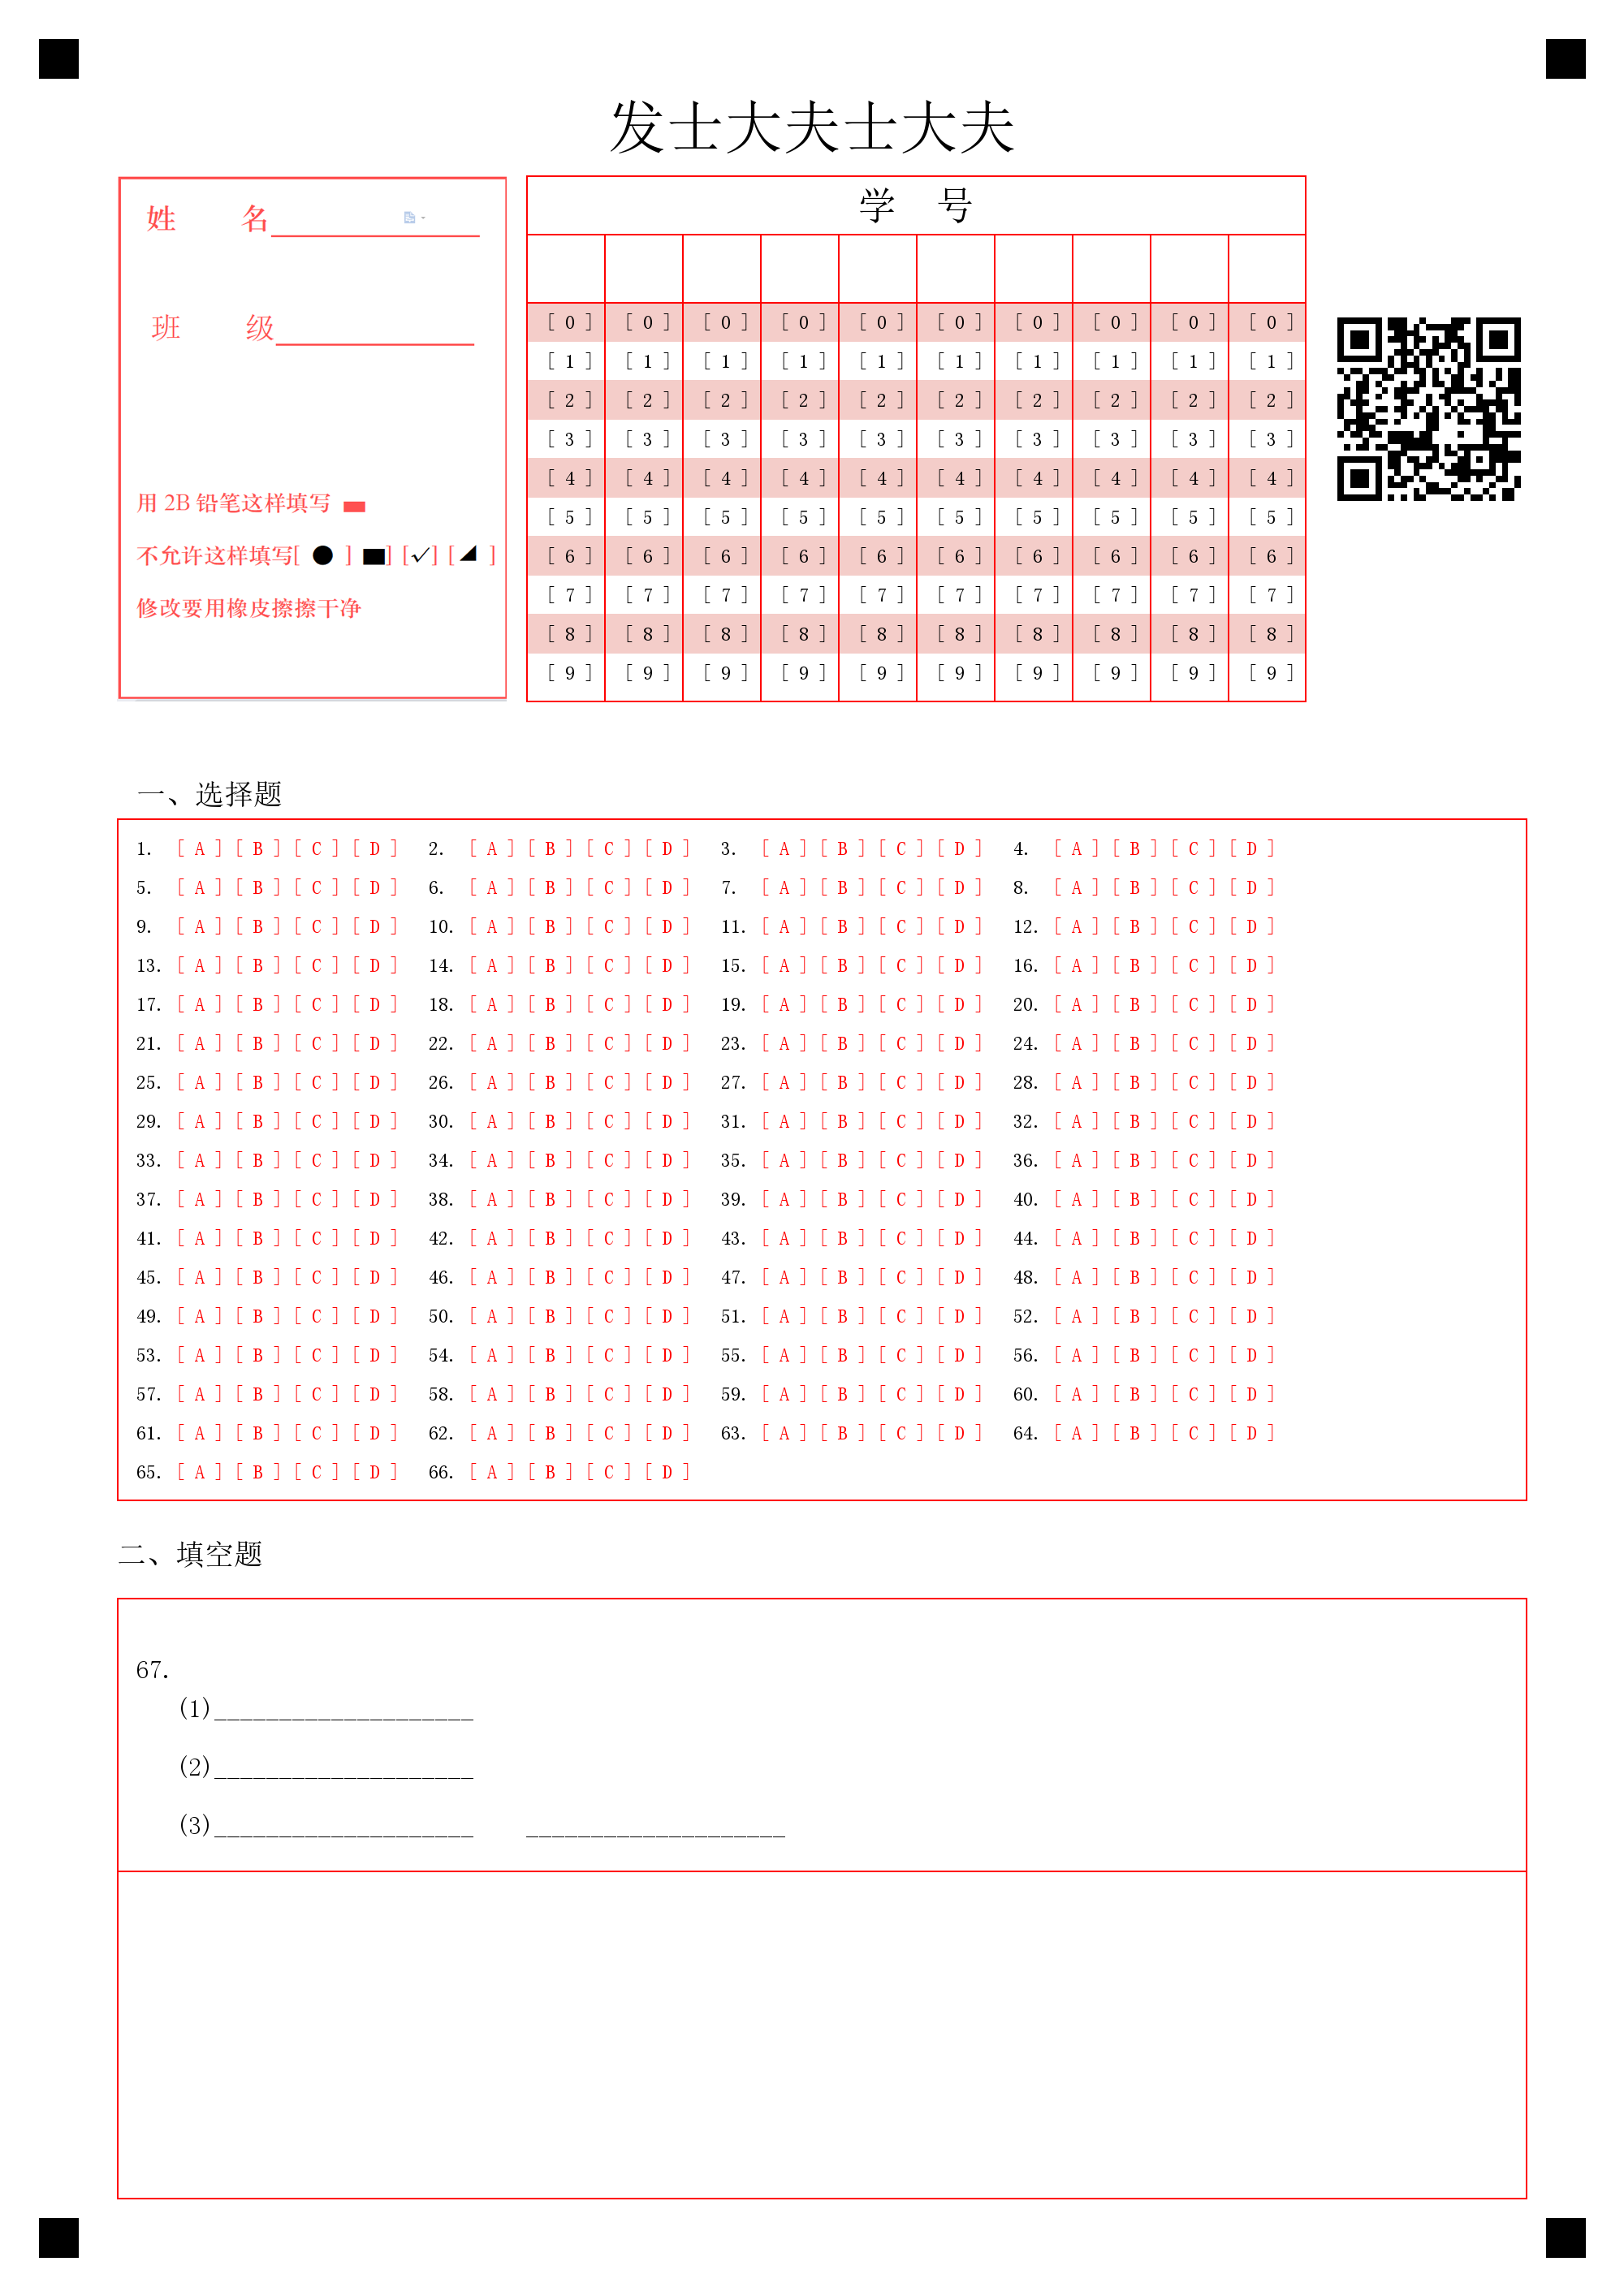 发士大夫士大夫
姓 名
班 级
用 2B 铅笔这样填写
不允许这样填写[ ● ] ■] [✓] [◢ ]
修改要用橡皮擦擦干净
学 号
[ 0 ] [ 0 ] [ 0 ] [ 0 ] [ 0 ] [ 0 ] [ 0 ] [ 0 ] [ 0 ] [ 0 ]
[ 1 ] [ 1 ] [ 1 ] [ 1 ] [ 1 ] [ 1 ] [ 1 ] [ 1 ] [ 1 ] [ 1 ]
[ 2 ] [ 2 ] [ 2 ] [ 2 ] [ 2 ] [ 2 ] [ 2 ] [ 2 ] [ 2 ] [ 2 ]
[ 3 ] [ 3 ] [ 3 ] [ 3 ] [ 3 ] [ 3 ] [ 3 ] [ 3 ] [ 3 ] [ 3 ]
[ 4 ] [ 4 ] [ 4 ] [ 4 ] [ 4 ] [ 4 ] [ 4 ] [ 4 ] [ 4 ] [ 4 ]
[ 5 ] [ 5 ] [ 5 ] [ 5 ] [ 5 ] [ 5 ] [ 5 ] [ 5 ] [ 5 ] [ 5 ]
[ 6 ] [ 6 ] [ 6 ] [ 6 ] [ 6 ] [ 6 ] [ 6 ] [ 6 ] [ 6 ] [ 6 ]
[ 7 ] [ 7 ] [ 7 ] [ 7 ] [ 7 ] [ 7 ] [ 7 ] [ 7 ] [ 7 ] [ 7 ]
[ 8 ] [ 8 ] [ 8 ] [ 8 ] [ 8 ] [ 8 ] [ 8 ] [ 8 ] [ 8 ] [ 8 ]
[ 9 ] [ 9 ] [ 9 ] [ 9 ] [ 9 ] [ 9 ] [ 9 ] [ 9 ] [ 9 ] [ 9 ]
一、选择题
1. [ A ] [ B ] [ C ] [ D ] 2. [ A ] [ B ] [ C ] [ D ] 3. [ A ] [ B ] [ C ] [ D ] 4. [ A ] [ B ] [ C ] [ D ]
5. [ A ] [ B ] [ C ] [ D ] 6. [ A ] [ B ] [ C ] [ D ] 7. [ A ] [ B ] [ C ] [ D ] 8. [ A ] [ B ] [ C ] [ D ]
9. [ A ] [ B ] [ C ] [ D ] 10. [ A ] [ B ] [ C ] [ D ] 11. [ A ] [ B ] [ C ] [ D ] 12. [ A ] [ B ] [ C ] [ D ]
13. [ A ] [ B ] [ C ] [ D ] 14. [ A ] [ B ] [ C ] [ D ] 15. [ A ] [ B ] [ C ] [ D ] 16. [ A ] [ B ] [ C ] [ D ]
17. [ A ] [ B ] [ C ] [ D ] 18. [ A ] [ B ] [ C ] [ D ] 19. [ A ] [ B ] [ C ] [ D ] 20. [ A ] [ B ] [ C ] [ D ]
21. [ A ] [ B ] [ C ] [ D ] 22. [ A ] [ B ] [ C ] [ D ] 23. [ A ] [ B ] [ C ] [ D ] 24. [ A ] [ B ] [ C ] [ D ]
25. [ A ] [ B ] [ C ] [ D ] 26. [ A ] [ B ] [ C ] [ D ] 27. [ A ] [ B ] [ C ] [ D ] 28. [ A ] [ B ] [ C ] [ D ]
29. [ A ] [ B ] [ C ] [ D ] 30. [ A ] [ B ] [ C ] [ D ] 31. [ A ] [ B ] [ C ] [ D ] 32. [ A ] [ B ] [ C ] [ D ]
33. [ A ] [ B ] [ C ] [ D ] 34. [ A ] [ B ] [ C ] [ D ] 35. [ A ] [ B ] [ C ] [ D ] 36. [ A ] [ B ] [ C ] [ D ]
37. [ A ] [ B ] [ C ] [ D ] 38. [ A ] [ B ] [ C ] [ D ] 39. [ A ] [ B ] [ C ] [ D ] 40. [ A ] [ B ] [ C ] [ D ]
41. [ A ] [ B ] [ C ] [ D ] 42. [ A ] [ B ] [ C ] [ D ] 43. [ A ] [ B ] [ C ] [ D ] 44. [ A ] [ B ] [ C ] [ D ]
45. [ A ] [ B ] [ C ] [ D ] 46. [ A ] [ B ] [ C ] [ D ] 47. [ A ] [ B ] [ C ] [ D ] 48. [ A ] [ B ] [ C ] [ D ]
49. [ A ] [ B ] [ C ] [ D ] 50. [ A ] [ B ] [ C ] [ D ] 51. [ A ] [ B ] [ C ] [ D ] 52. [ A ] [ B ] [ C ] [ D ]
53. [ A ] [ B ] [ C ] [ D ] 54. [ A ] [ B ] [ C ] [ D ] 55. [ A ] [ B ] [ C ] [ D ] 56. [ A ] [ B ] [ C ] [ D ]
57. [ A ] [ B ] [ C ] [ D ] 58. [ A ] [ B ] [ C ] [ D ] 59. [ A ] [ B ] [ C ] [ D ] 60. [ A ] [ B ] [ C ] [ D ]
61. [ A ] [ B ] [ C ] [ D ] 62. [ A ] [ B ] [ C ] [ D ] 63. [ A ] [ B ] [ C ] [ D ] 64. [ A ] [ B ] [ C ] [ D ]
65. [ A ] [ B ] [ C ] [ D ] 66. [ A ] [ B ] [ C ] [ D ]
二、填空题
67.
(1)____________________
(2)____________________
(3)____________________ ____________________